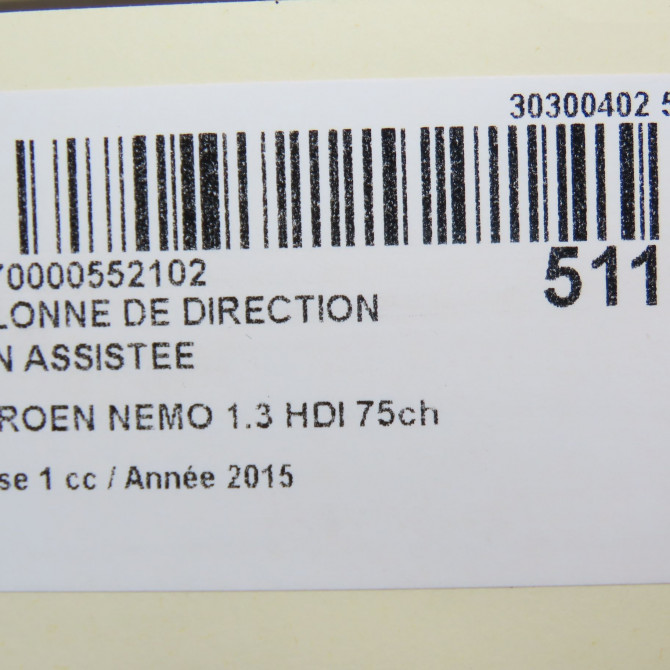 30300402 5
511
70000552102
LONNE DE DIRECTION
N ASSISTEE
ROEN NEMO 1.3 HDI 75ch
se 1 cc / Année 2015